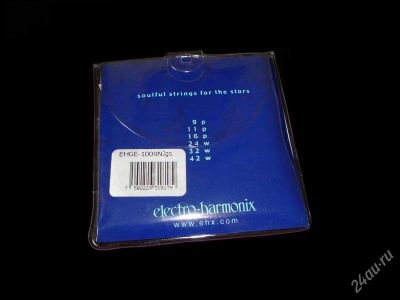 soulful strings for the stars
9 p
11 p
16 p
24 w
32 w
42 w
EHGE-1009NJgo.
electro-harmonix
www.ehx.com
24au.ru